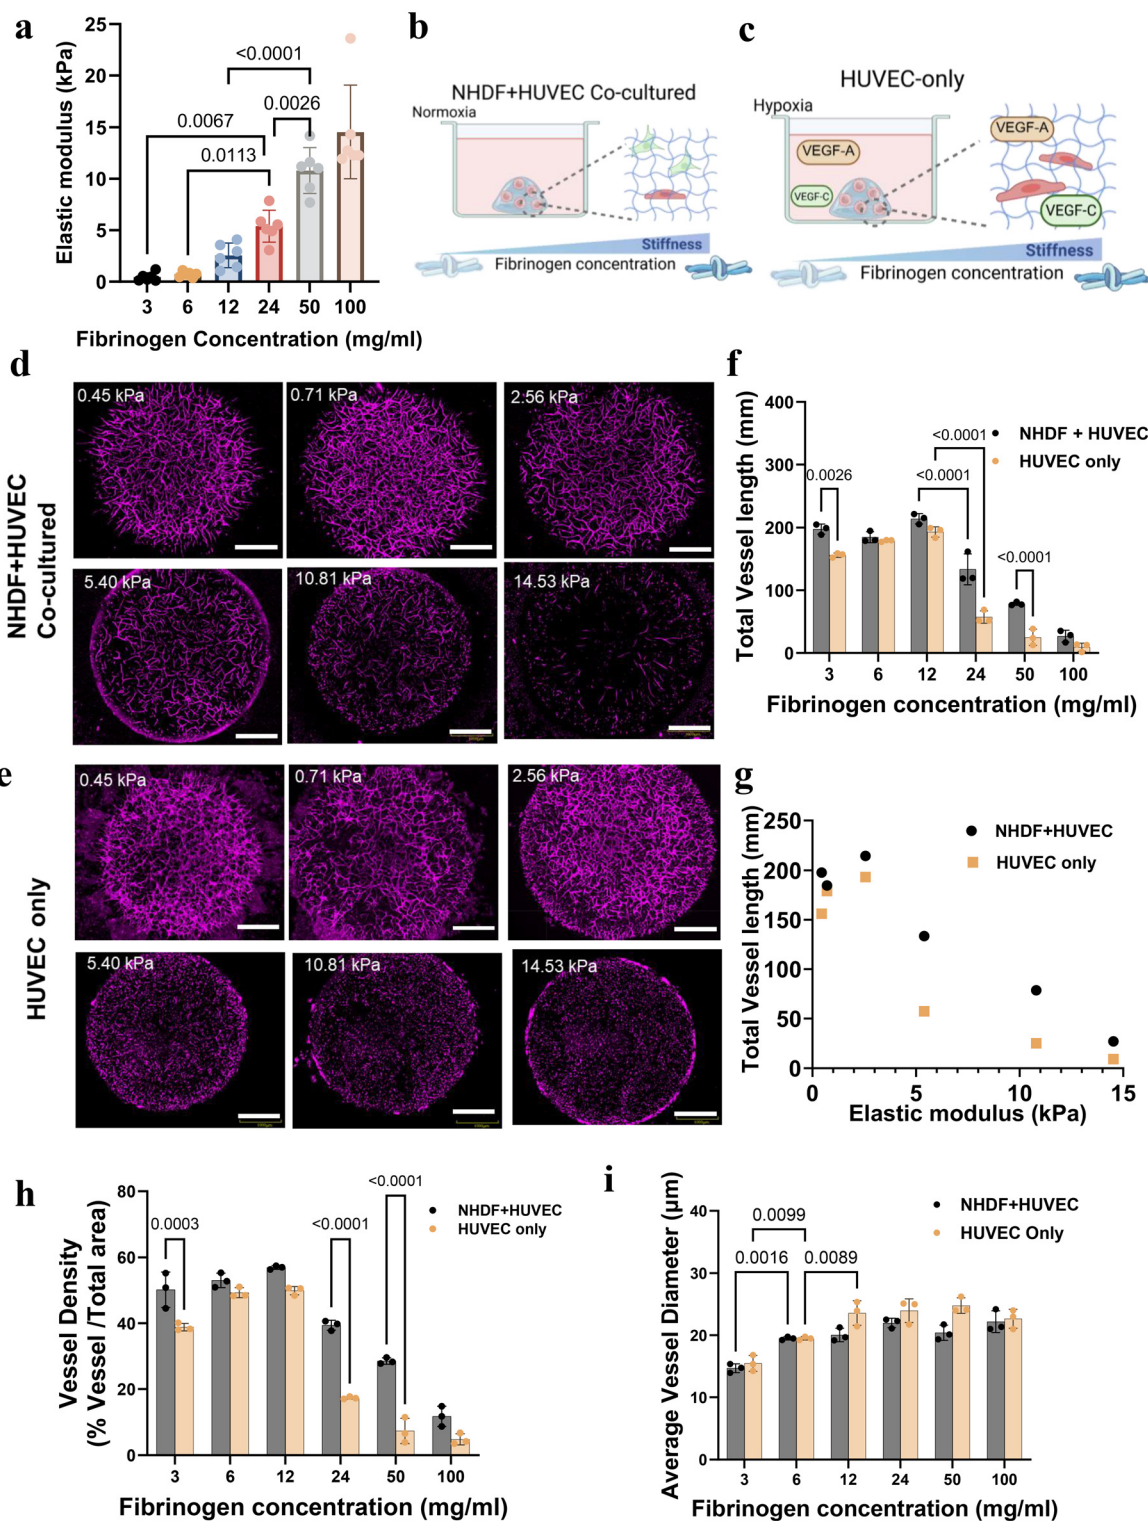 a
Elastic modulus (kPa)
25
20
15
10
5
0
<0.0001
0.0026
0.0067
0.0113
3 6 12 24 50 100
Fibrinogen Concentration (mg/ml)
b
NHDF+HUVEC Co-cultured
Normoxia
Stiffness
Fibrinogen concentration
c
HUVEC-only
Hypoxia
VEGF-A
VEGF-C
VEGF-A
VEGF-C
Stiffness
Fibrinogen concentration
d
NHDF+HUVEC
Co-cultured
0.45 kPa
0.71 kPa
2.56 kPa
5.40 kPa
10.81 kPa
14.53 kPa
e
HUVEC only
0.45 kPa
0.71 kPa
2.56 kPa
5.40 kPa
10.81 kPa
14.53 kPa
f
Total Vessel length (mm)
400
300
200
100
0
NHDF + HUVEC
HUVEC only
<0.0001
0.0026
<0.0001
<0.0001
3 6 12 24 50 100
Fibrinogen concentration (mg/ml)
g
Total Vessel length (mm)
250
200
150
100
50
0
NHDF+HUVEC
HUVEC only
0 5 10 15
Elastic modulus (kPa)
h
Vessel Density
(% Vessel /Total area)
80
60
40
20
0
<0.0001
0.0003
<0.0001
NHDF+HUVEC
HUVEC only
3 6 12 24 50 100
Fibrinogen concentration (mg/ml)
i
Average Vessel Diameter (μm)
40
30
20
10
0
NHDF+HUVEC
HUVEC Only
0.0099
0.0016
0.0089
3 6 12 24 50 100
Fibrinogen concentration (mg/ml)